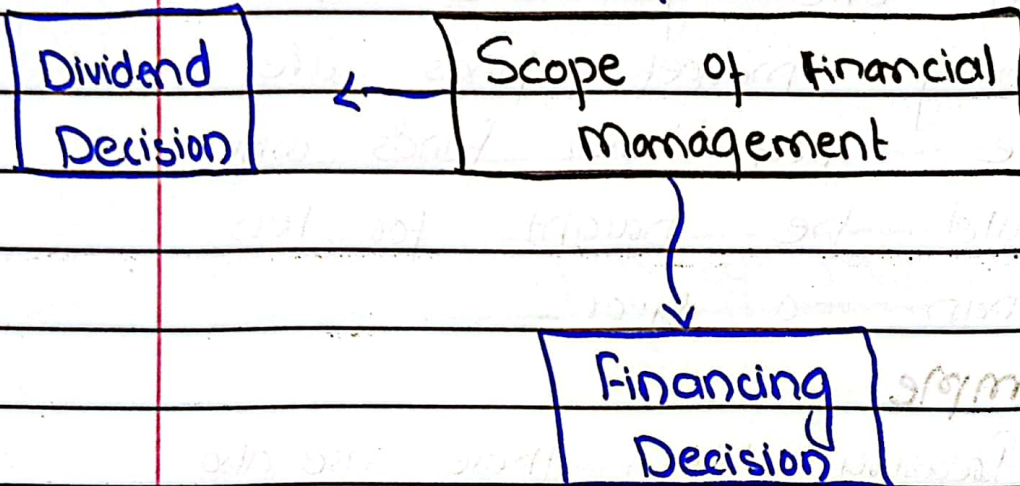 Dividend
Decision
Scope of Financial
Management
Financing
Decision